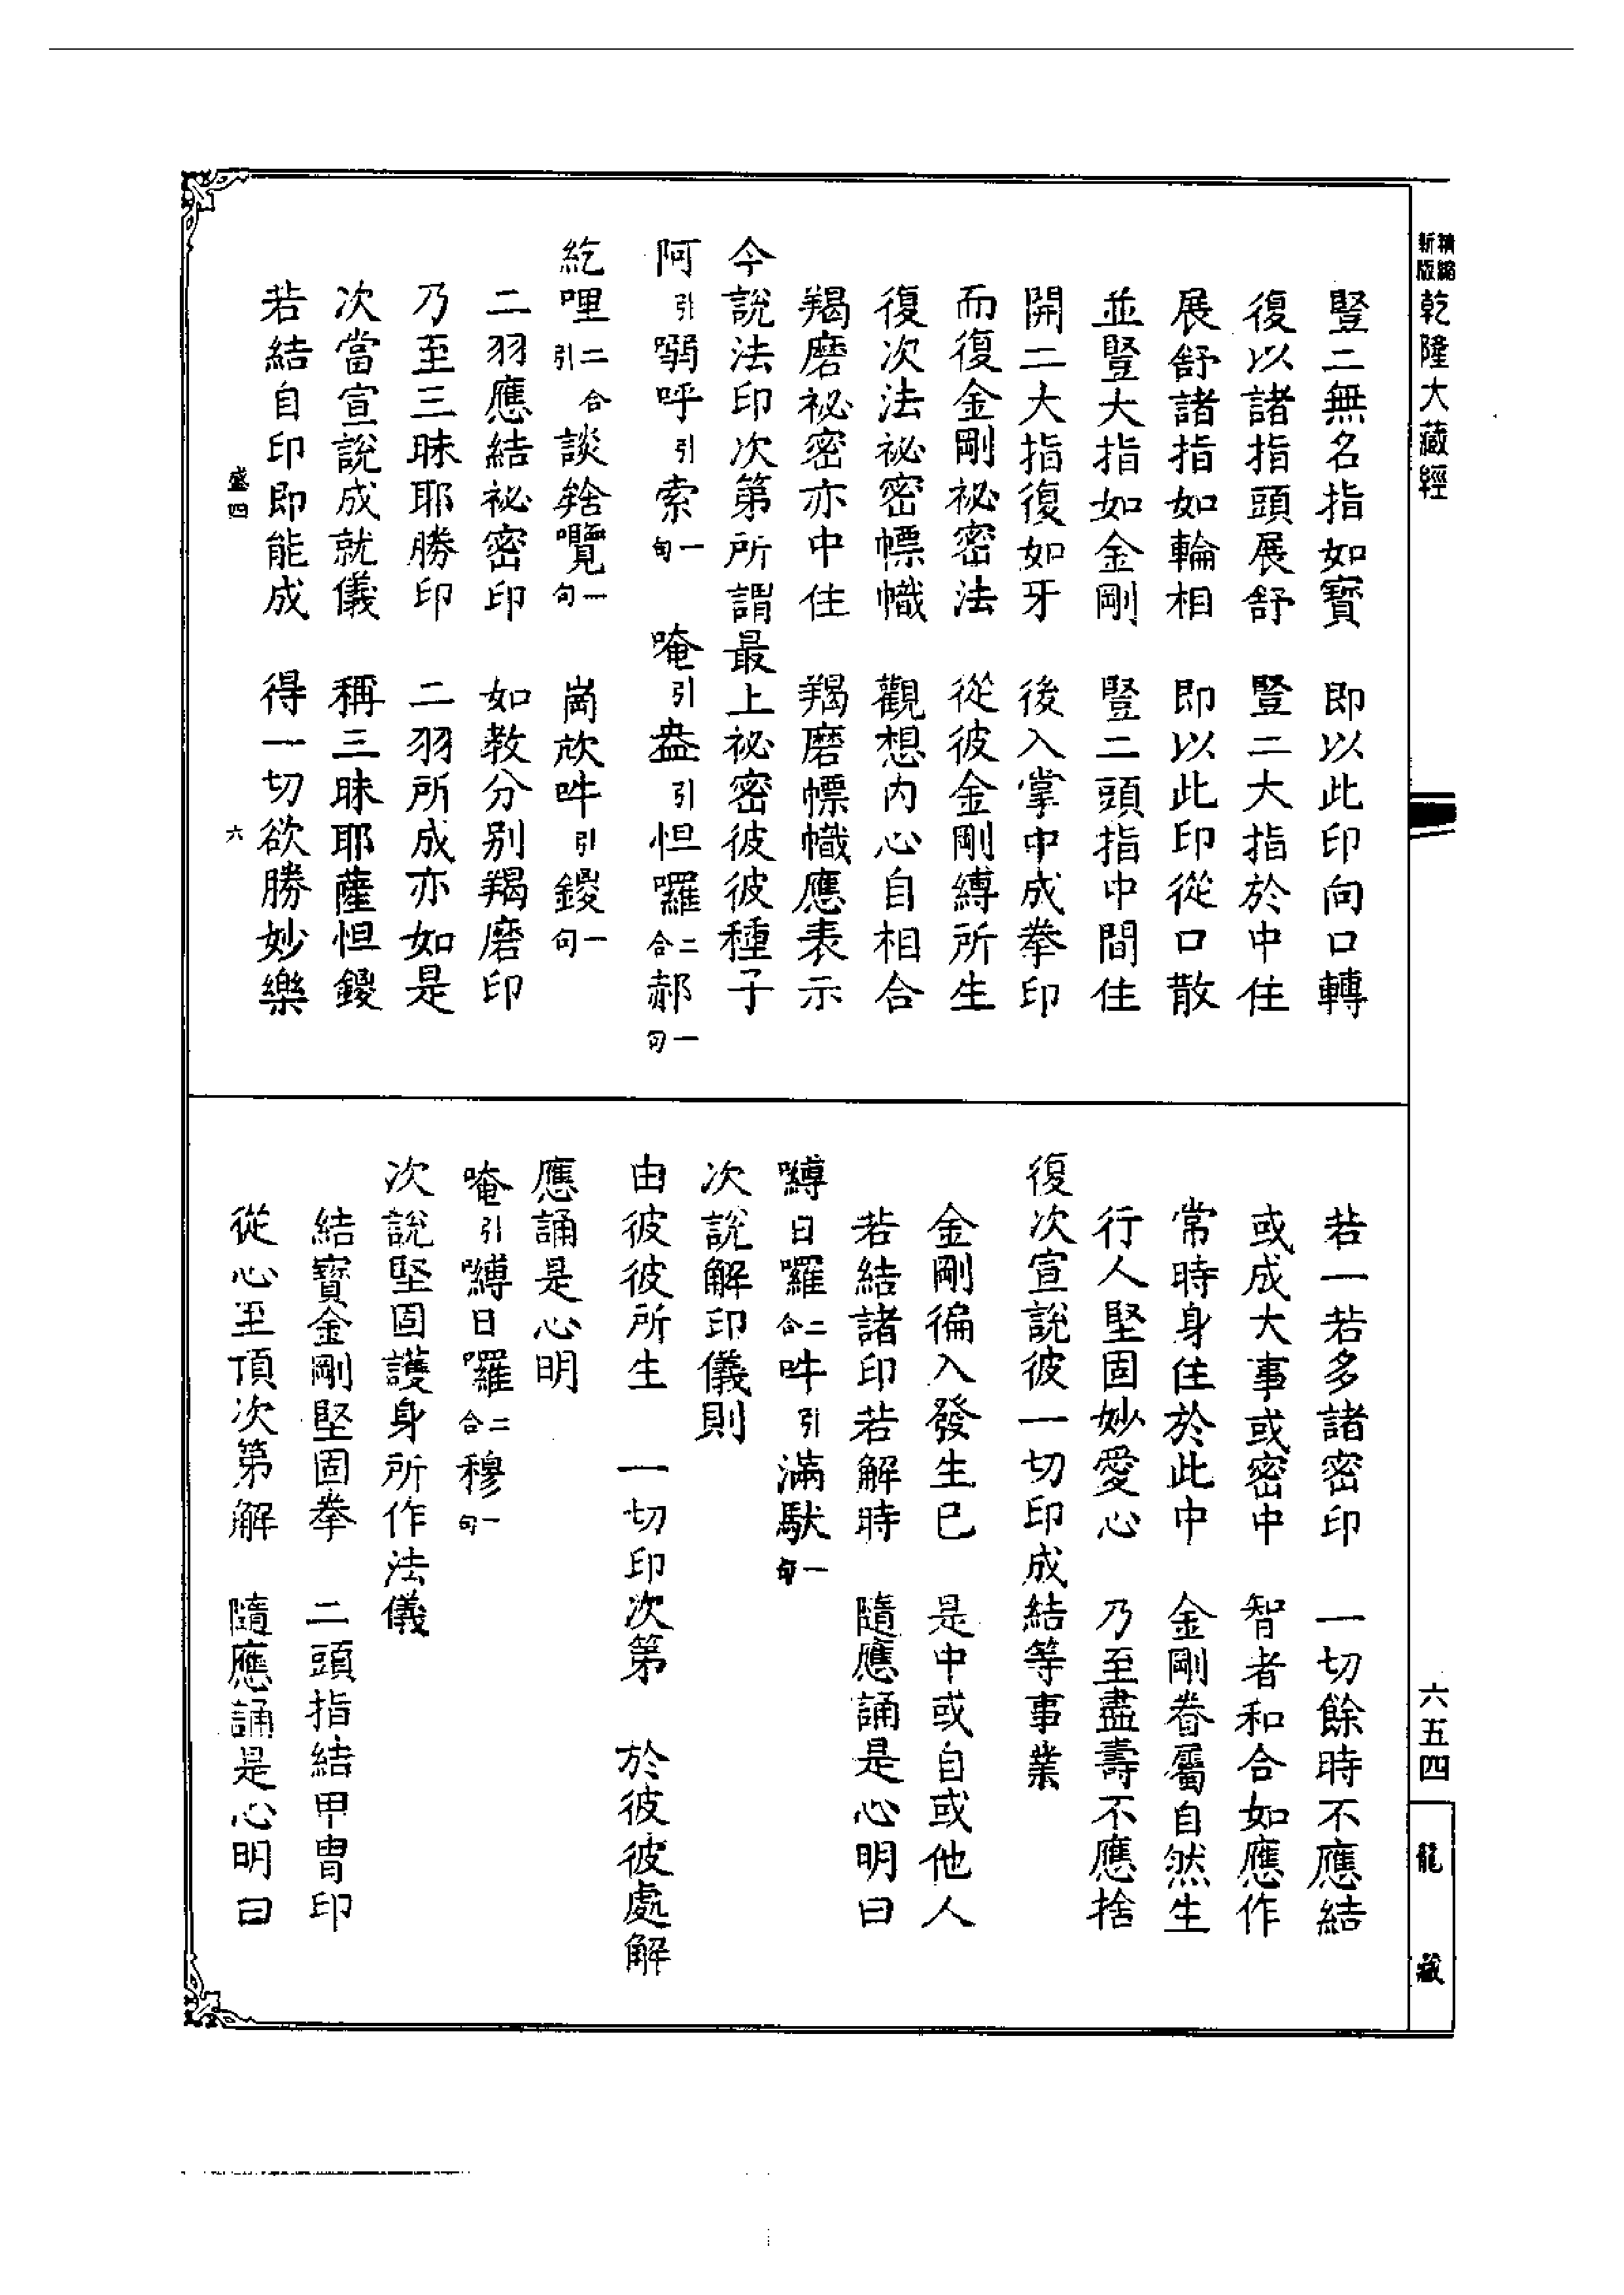 新縮精版 乾隆大藏經
豎二無名指如寶　即以此印向口轉
復以諸指頭展舒　豎二大指於中住
展舒諸指如輪相　即以此印從口散
並豎大指如金剛　豎二頭指中間住
開二大指復如牙　後入掌中成拳印
而復金剛祕密法　從彼金剛縛所生
復次法祕密幖幟　觀想內心自相合
羯磨祕密亦中住　羯磨幖幟應表示
今說法印次第所謂最上祕密彼彼種子
阿引嗍呼引索一句　唵引盎引怛囉二合郝一句
紇哩二合引談䤈囕一句　崗欻吽引鑁一句
二羽應結祕密印　如教分別羯磨印
乃至三昧耶勝印　二羽所成亦如是
次當宣說成就儀　稱三昧耶薩怛鑁
若結自印即能成　得一切欲勝妙樂
盛四　六
若一若多諸密印　一切餘時不應結
或成大事或密中　智者和合如應作
常時身住於此中　金剛眷屬自然生
行人堅固妙愛心　乃至盡壽不應捨
復次宣說彼一切印成結等事業
金剛徧入發生已　是中或自或他人
若結諸印若解時　隨應誦是心明曰
嚩日囉二合吽引滿馱一句
次說解印儀則
由彼彼所生　一切印次第　於彼彼處解
應誦是心明
唵引嚩日囉二合穆一句
次說堅固護身所作法儀
結寶金剛堅固拳　二頭指結甲冑印
從心至頂次第解　隨應誦是心明曰
六五四
龍藏